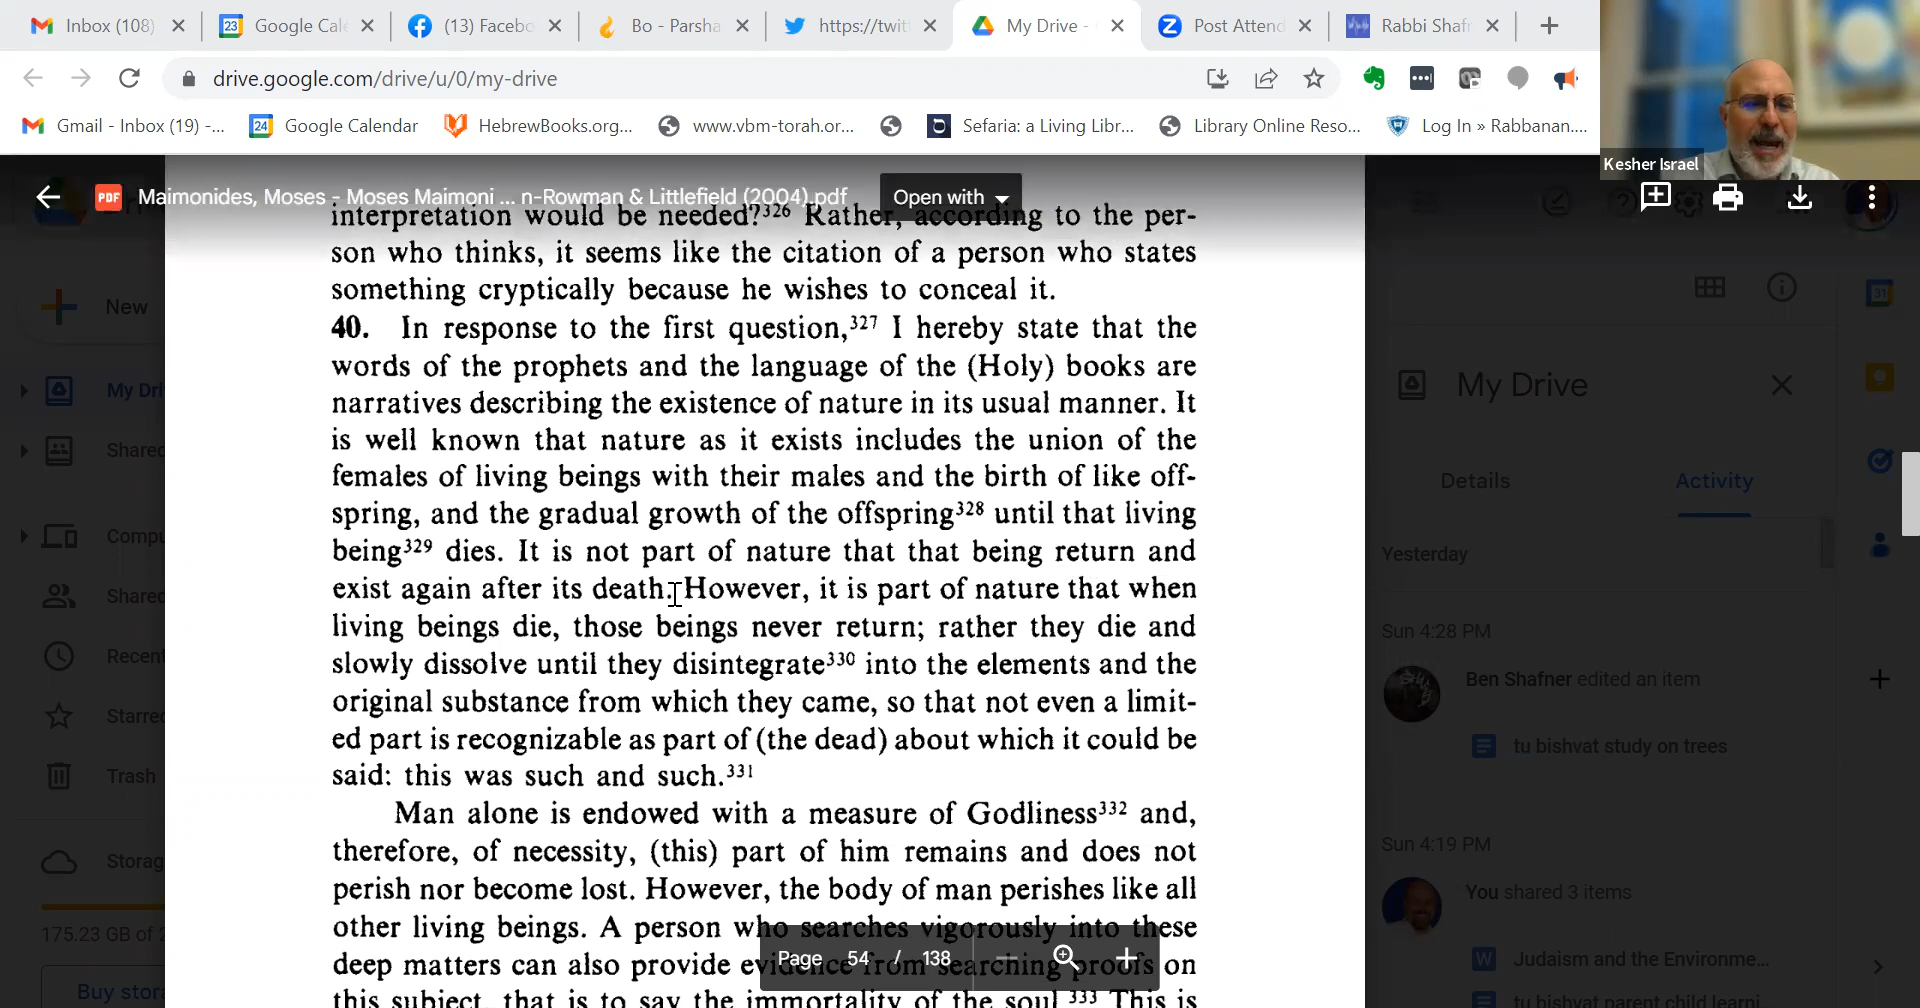 Inbox (108)
Google Cal
(13) Facebo
Bo - Parsha
https://twit
My Drive -
Post Attend
Rabbi Shafn
drive.google.com/drive/u/0/my-drive
Gmail - Inbox (19) -...
Google Calendar
HebrewBooks.org...
www.vbm-torah.or...
Sefaria: a Living Libr...
Library Online Reso...
Log In » Rabbanan....
Kesher Israel
PDF
Maimonides, Moses - Moses Maimoni ... n-Rowman & Littlefield (2004).pdf
Open with
New
My Dri
Shared
Compu
Shared
Recent
Starred
Trash
Storag
175.23 GB of 2
Buy stora
interpretation would be needed?326 Rather, according to the per-
son who thinks, it seems like the citation of a person who states
something cryptically because he wishes to conceal it.
40. In response to the first question,327 I hereby state that the
words of the prophets and the language of the (Holy) books are
narratives describing the existence of nature in its usual manner. It
is well known that nature as it exists includes the union of the
females of living beings with their males and the birth of like off-
spring, and the gradual growth of the offspring328 until that living
being329 dies. It is not part of nature that that being return and
exist again after its death. However, it is part of nature that when
living beings die, those beings never return; rather they die and
slowly dissolve until they disintegrate330 into the elements and the
original substance from which they came, so that not even a limit-
ed part is recognizable as part of (the dead) about which it could be
said: this was such and such.331
Man alone is endowed with a measure of Godliness332 and,
therefore, of necessity, (this) part of him remains and does not
perish nor become lost. However, the body of man perishes like all
other living beings. A person who searches vigorously into these
deep matters can also provide evidence from searching proofs on
this subject, that is to say the immortality of the soul.333 This is
Page 54 / 138
My Drive
Details
Activity
Yesterday
Sun 4:28 PM
Ben Shafner edited an item
tu bishvat study on trees
Sun 4:19 PM
You shared 3 items
Judaism and the Environme...
tu bishvat parent child learni